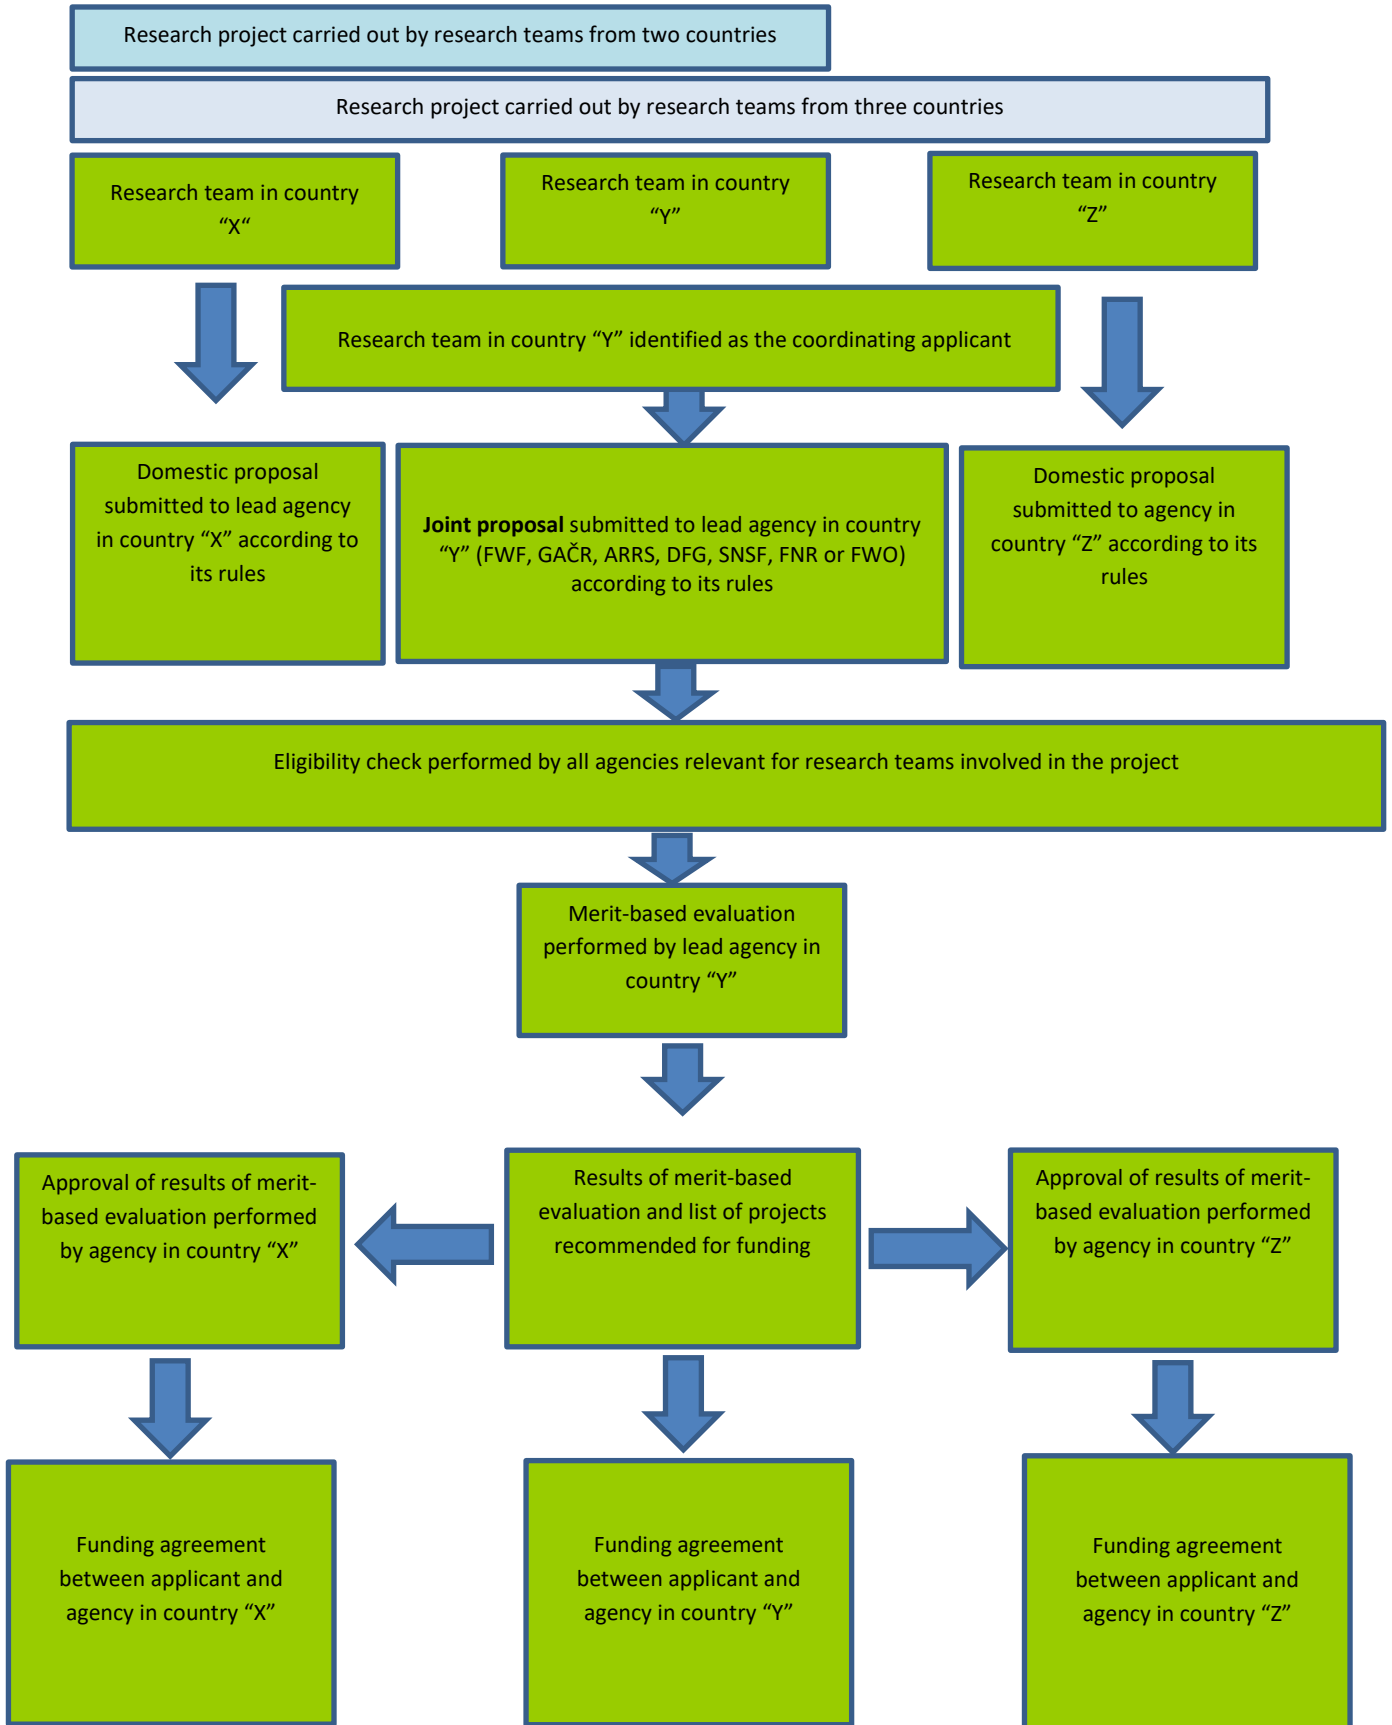 Research project carried out by research teams from two countries
Research project carried out by research teams from three countries
Research team in country
“X“
Research team in country
“Y”
Research team in country
“Z”
Research team in country “Y” identified as the coordinating applicant
Domestic proposal
submitted to lead agency
in country “X” according to
its rules
Joint proposal submitted to lead agency in country
“Y” (FWF, GAČR, ARRS, DFG, SNSF, FNR or FWO)
according to its rules
Domestic proposal
submitted to agency in
country “Z” according to its
rules
Eligibility check performed by all agencies relevant for research teams involved in the project
Merit-based evaluation
performed by lead agency in
country “Y”
Approval of results of merit-
based evaluation performed
by agency in country “X”
Results of merit-based
evaluation and list of projects
recommended for funding
Approval of results of merit-
based evaluation performed
by agency in country “Z”
Funding agreement
between applicant and
agency in country “X”
Funding agreement
between applicant and
agency in country “Y”
Funding agreement
between applicant and
agency in country “Z”